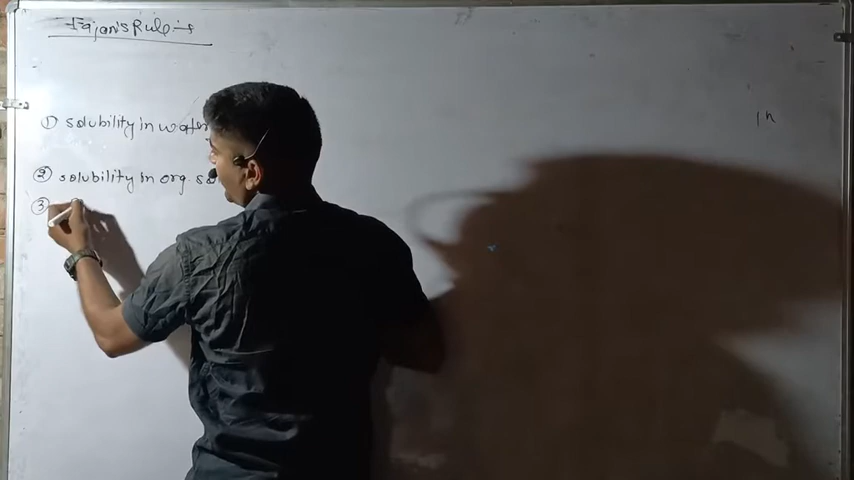 Fajan's Rule :-
① solubility in water
② solubility in org. so
③